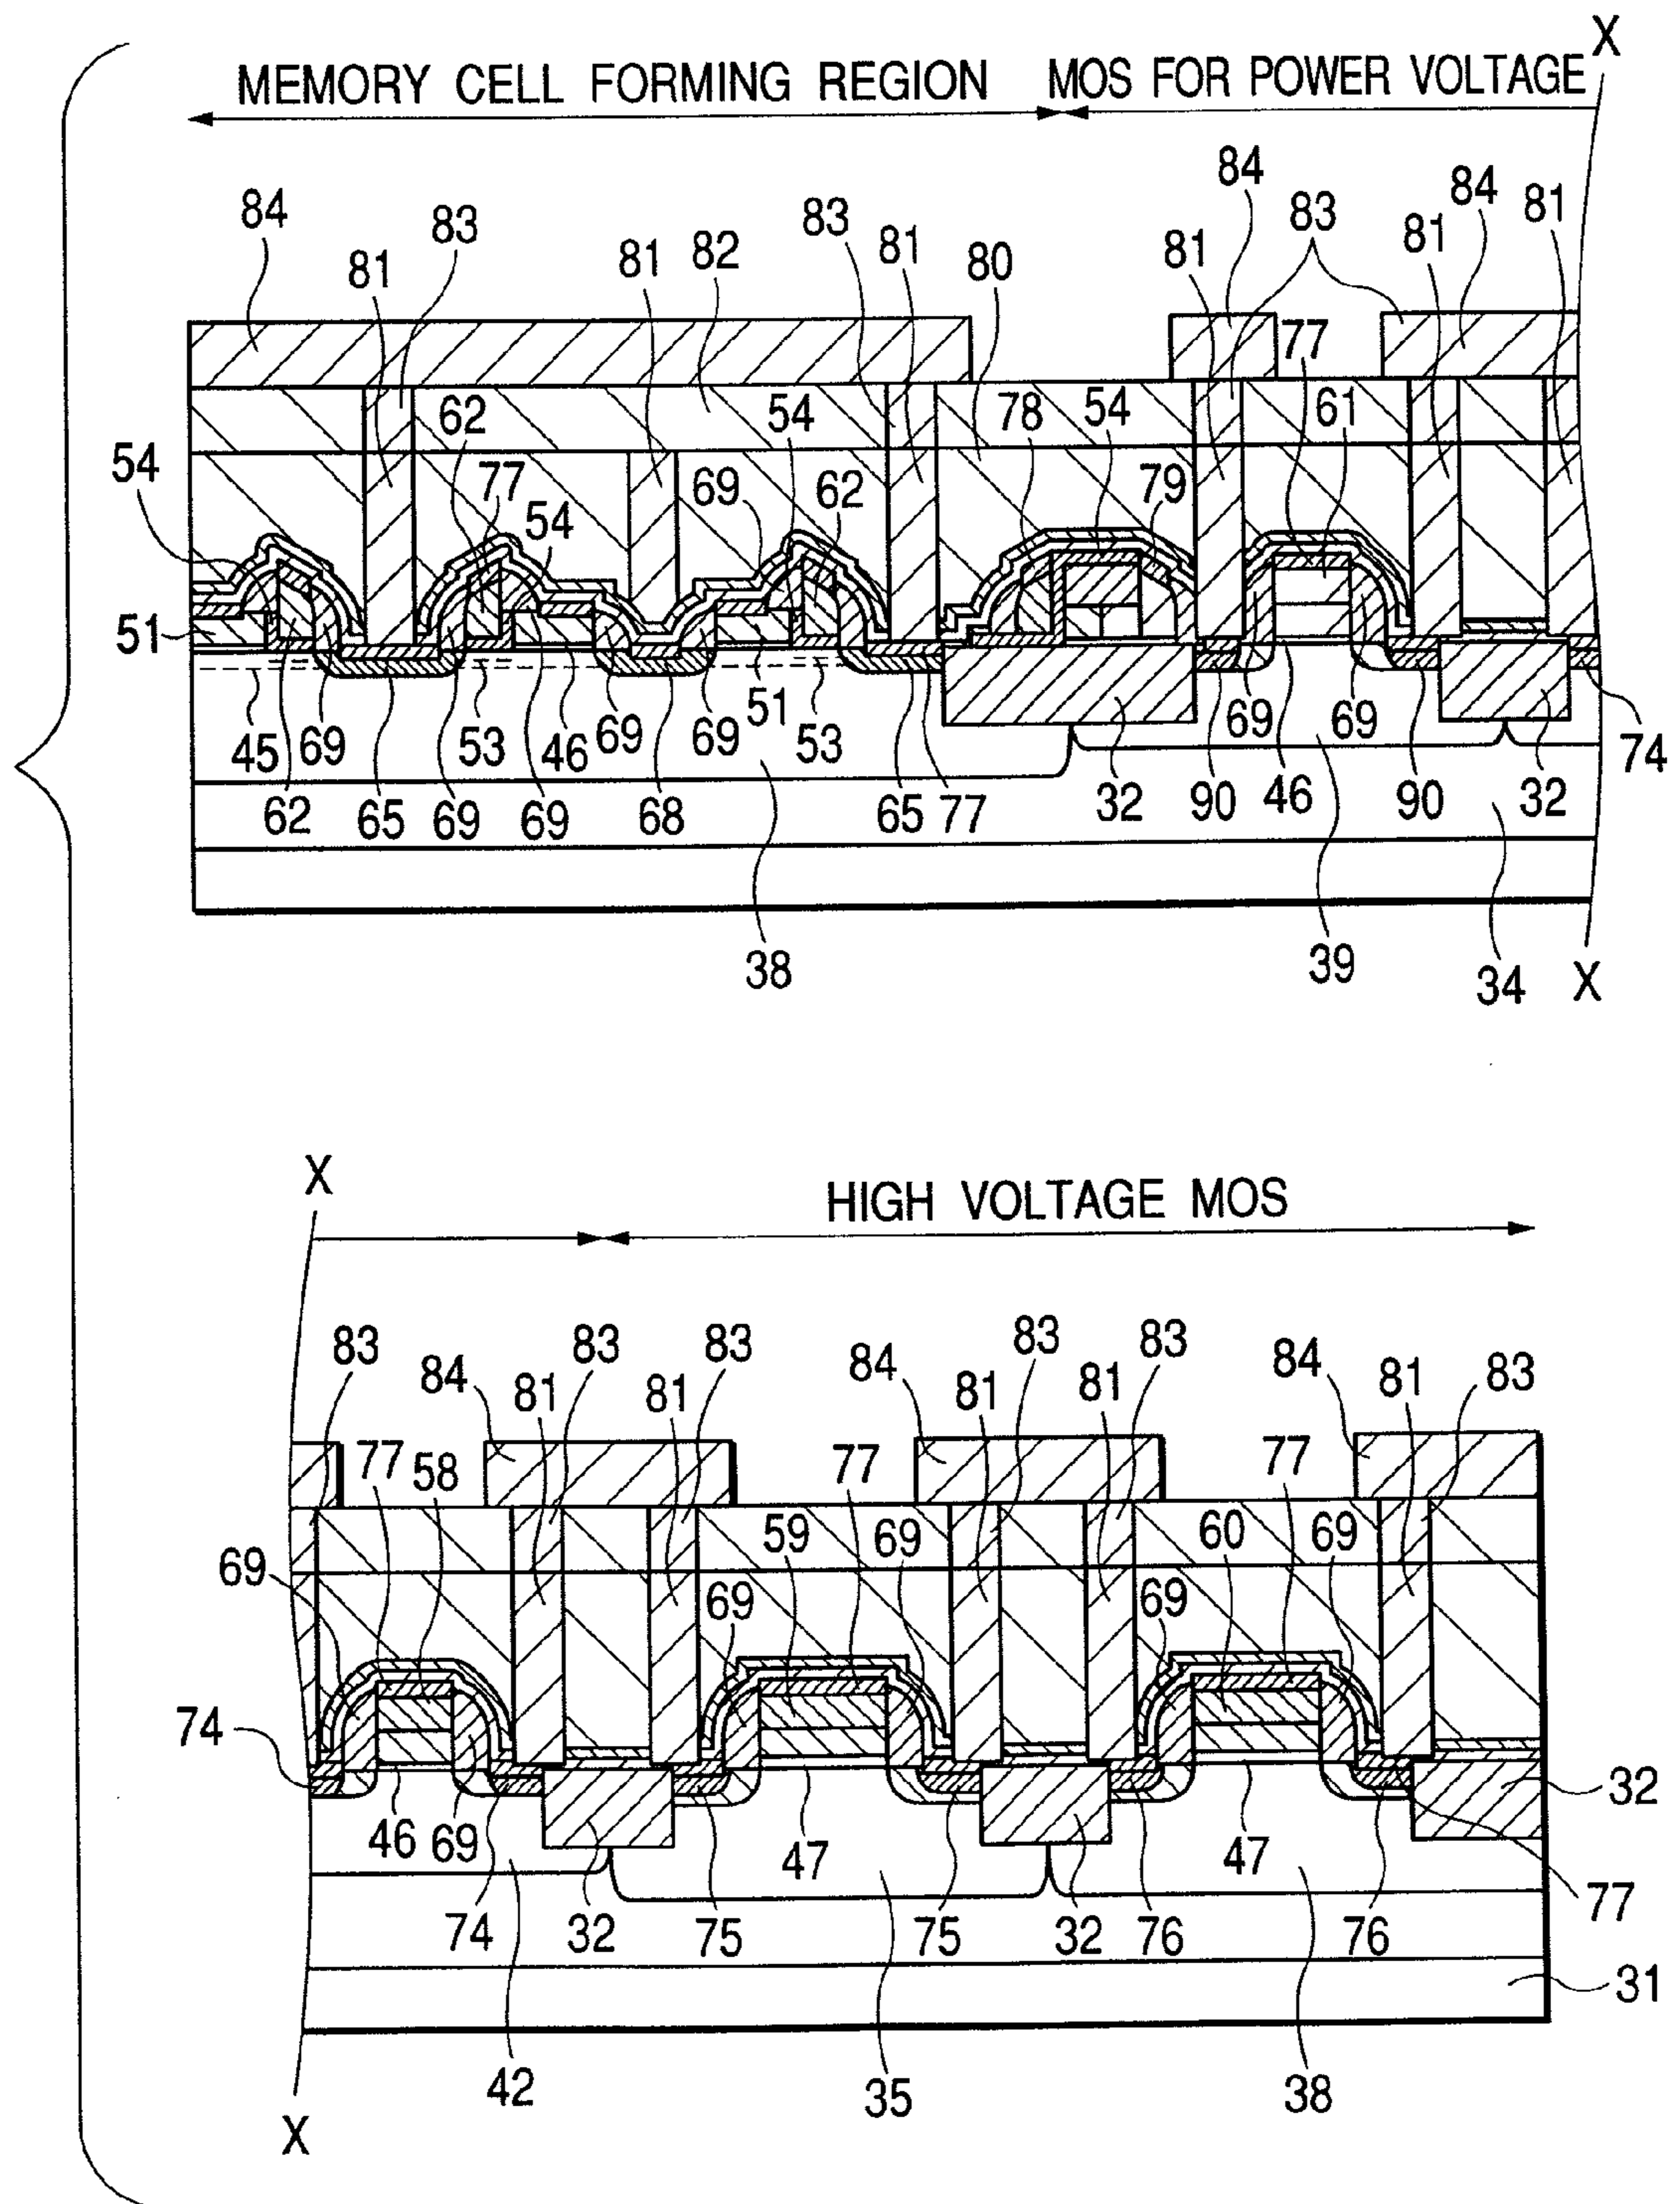 X
MEMORY CELL FORMING REGION MOS FOR POWER VOLTAGE
84 84
84 83 83 81 83 81
81 81 82 81 80 81 81
77
62 54 78 54 61
54 77 54 69 62 79
51
45 69 53 46 69 69 51 53 69 69 74
62 65 69 69 68 65 77 32 90 46 90 32
38 39 34 X
X HIGH VOLTAGE MOS
83 84 81 83 81 83 84 81 83 81 83 84 81 83
77 58 77 77
69 69 59 69 69 60 69
74
46 69 47 47 32
74 32 75 75 32 76 76 77
31
42 35 38
X